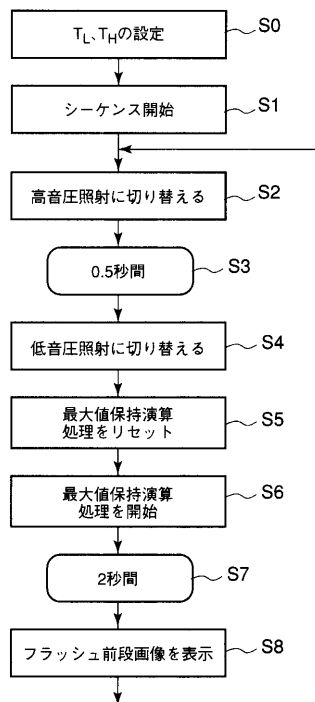 T_L、T_Hの設定
S0
シーケンス開始
S1
高音圧照射に切り替える
S2
0.5秒間
S3
低音圧照射に切り替える
S4
最大値保持演算
処理をリセット
S5
最大値保持演算
処理を開始
S6
2秒間
S7
フラッシュ前段画像を表示
S8